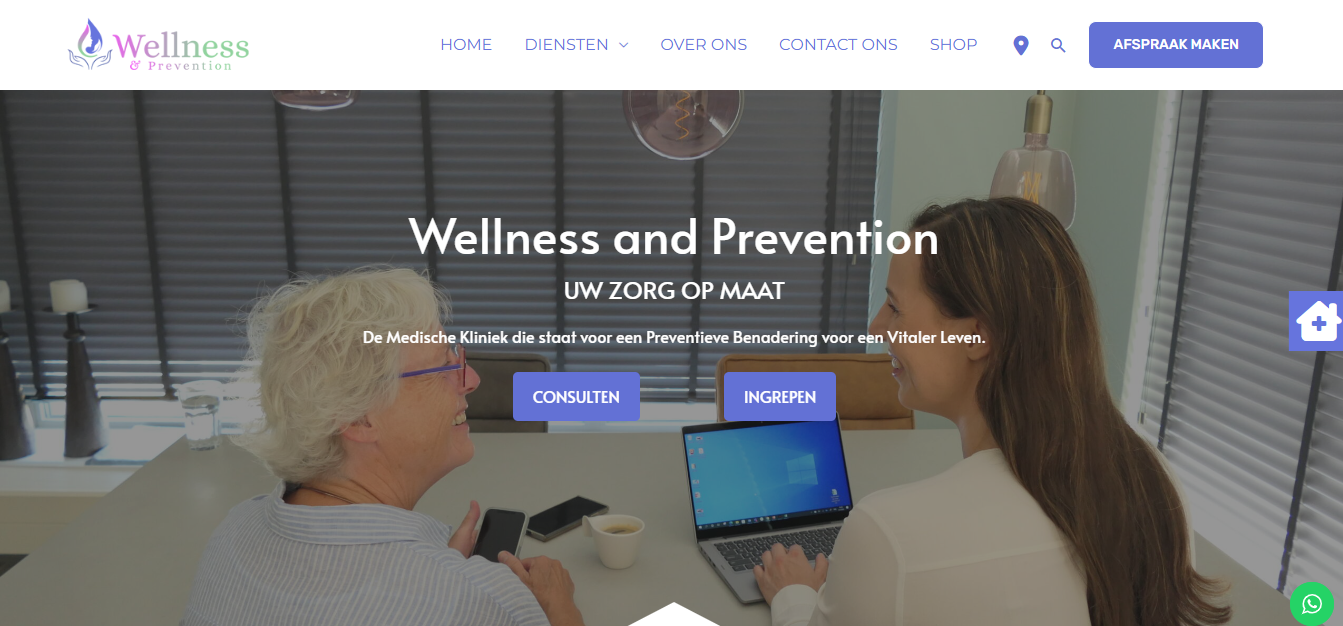 Wellness
& Prevention
HOME DIENSTEN OVER ONS CONTACT ONS SHOP AFSPRAAK MAKEN
Wellness and Prevention
UW ZORG OP MAAT
De Medische Kliniek die staat voor een Preventieve Benadering voor een Vitaler Leven.
CONSULTEN INGREPEN